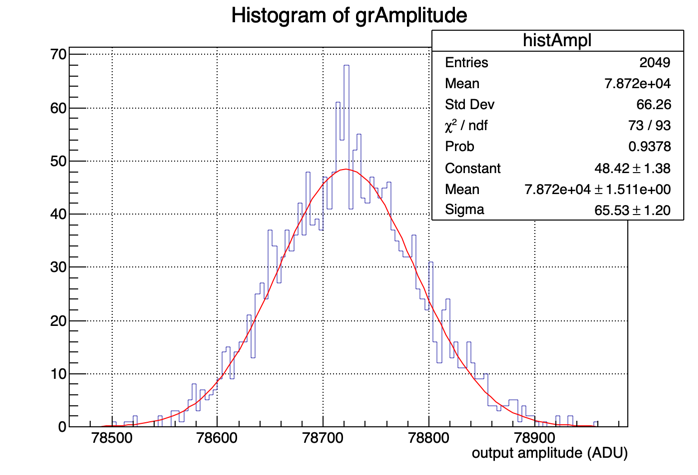 Histogram of grAmplitude
histAmpl
Entries 2049
Mean 7.872e+04
Std Dev 66.26
χ² / ndf 73 / 93
Prob 0.9378
Constant 48.42 ± 1.38
Mean 7.872e+04 ± 1.511e+00
Sigma 65.53 ± 1.20
70
60
50
40
30
20
10
0
78500 78600 78700 78800 78900
output amplitude (ADU)